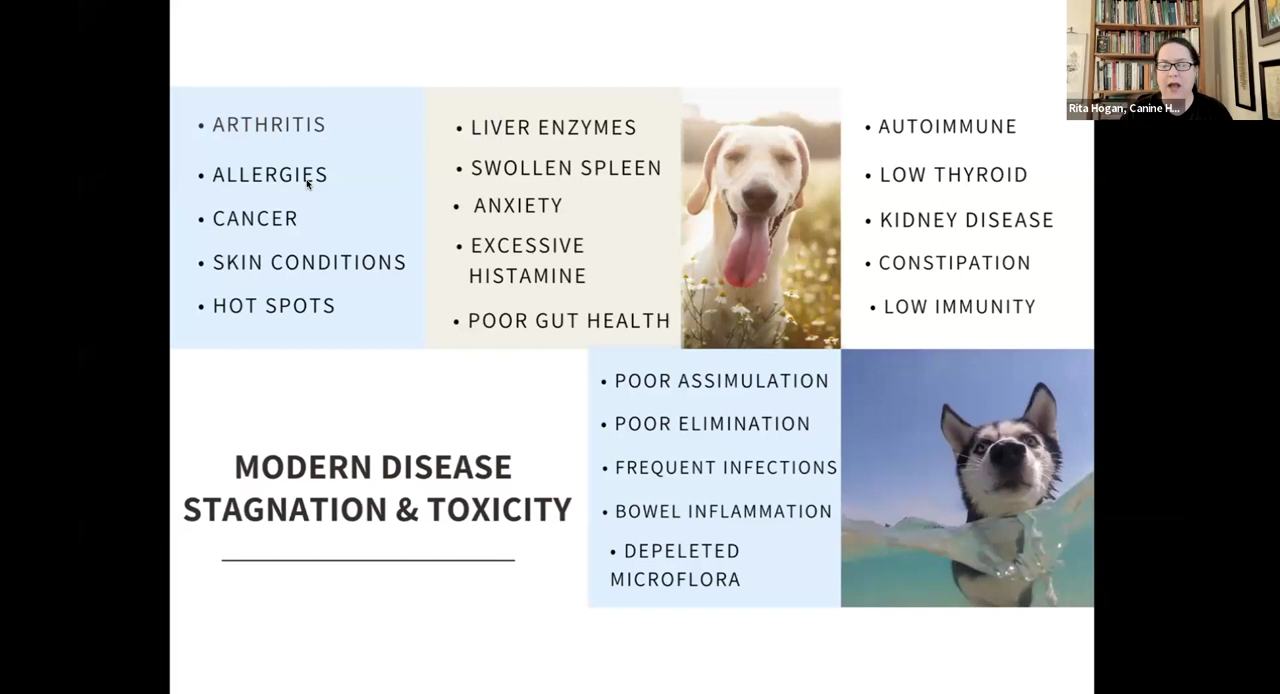 • ARTHRITIS
• ALLERGIES
• CANCER
• SKIN CONDITIONS
• HOT SPOTS
• LIVER ENZYMES
• SWOLLEN SPLEEN
• ANXIETY
• EXCESSIVE
HISTAMINE
• POOR GUT HEALTH
• AUTOIMMUNE
• LOW THYROID
• KIDNEY DISEASE
• CONSTIPATION
• LOW IMMUNITY
MODERN DISEASE
STAGNATION & TOXICITY
• POOR ASSIMULATION
• POOR ELIMINATION
• FREQUENT INFECTIONS
• BOWEL INFLAMMATION
• DEPELETED
MICROFLORA
Rita Hogan, Canine H...